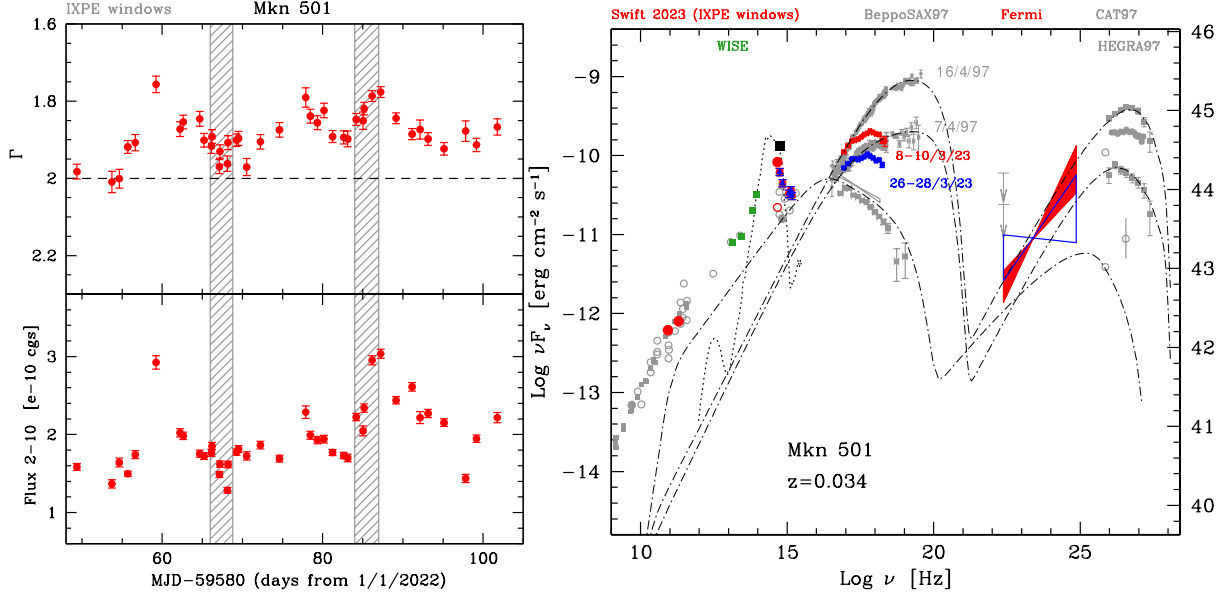 IXPE windows
Mkn 501
1.6
1.8
2
2.2
Γ
3
2
1
Flux 2−10 [e−10 cgs]
60
80
100
MJD−59580 (days from 1/1/2022)
Swift 2023 (IXPE windows)
BeppoSAX97
Fermi
CAT97
WISE
HEGRA97
16/4/97
7/4/97
8−10/3/23
26−28/3/23
Mkn 501
z=0.034
−9
−10
−11
−12
−13
−14
Log νFν [erg cm−2 s−1]
46
45
44
43
42
41
40
10
15
20
25
Log ν [Hz]